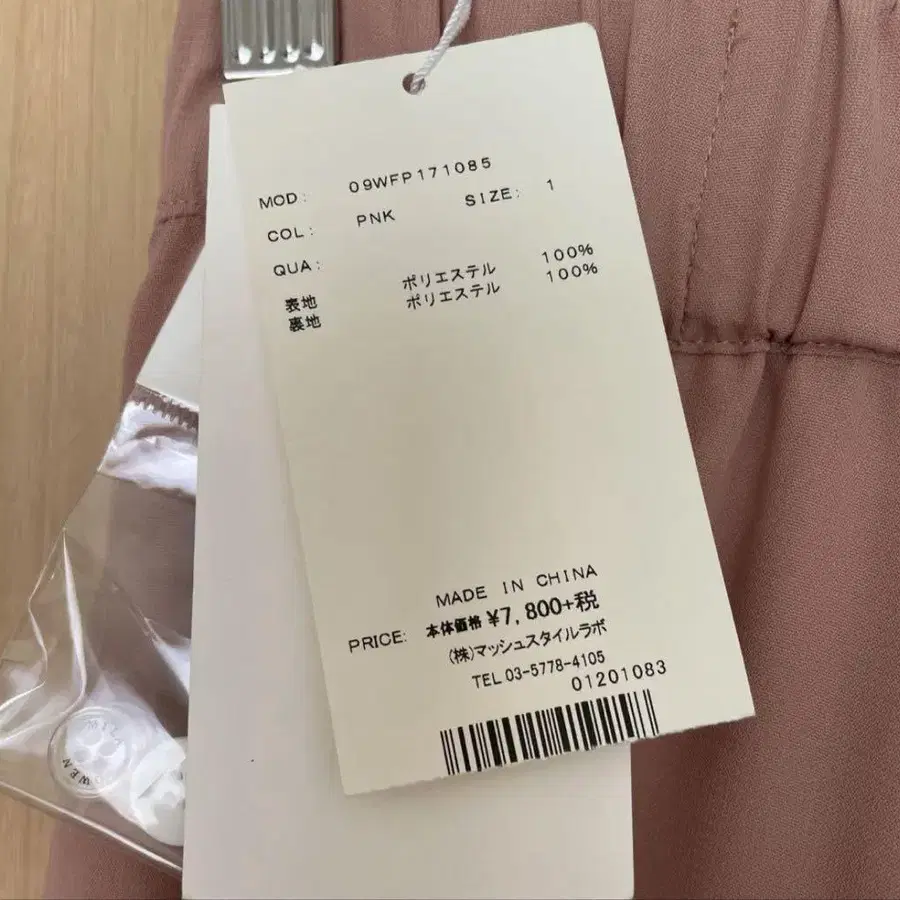 MOD: 09WFP171085
COL: PNK SIZE: 1
QUA:
表地 ポリエステル 100%
裏地 ポリエステル 100%
MADE IN CHINA
PRICE: 本体価格 ¥7,800+税
(株)マッシュスタイルラボ
TEL 03-5778-4105
01201083